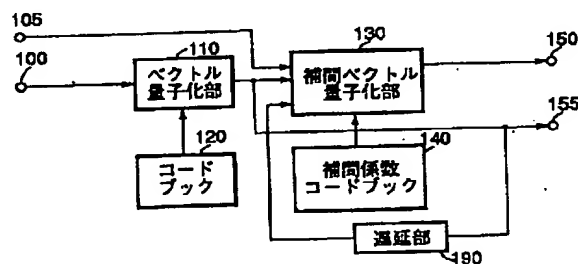 105
100
110
ベクトル
量子化部
130
補間ベクトル
量子化部
150
155
120
コード
ブック
140
補間係数
コードブック
遅延部
190